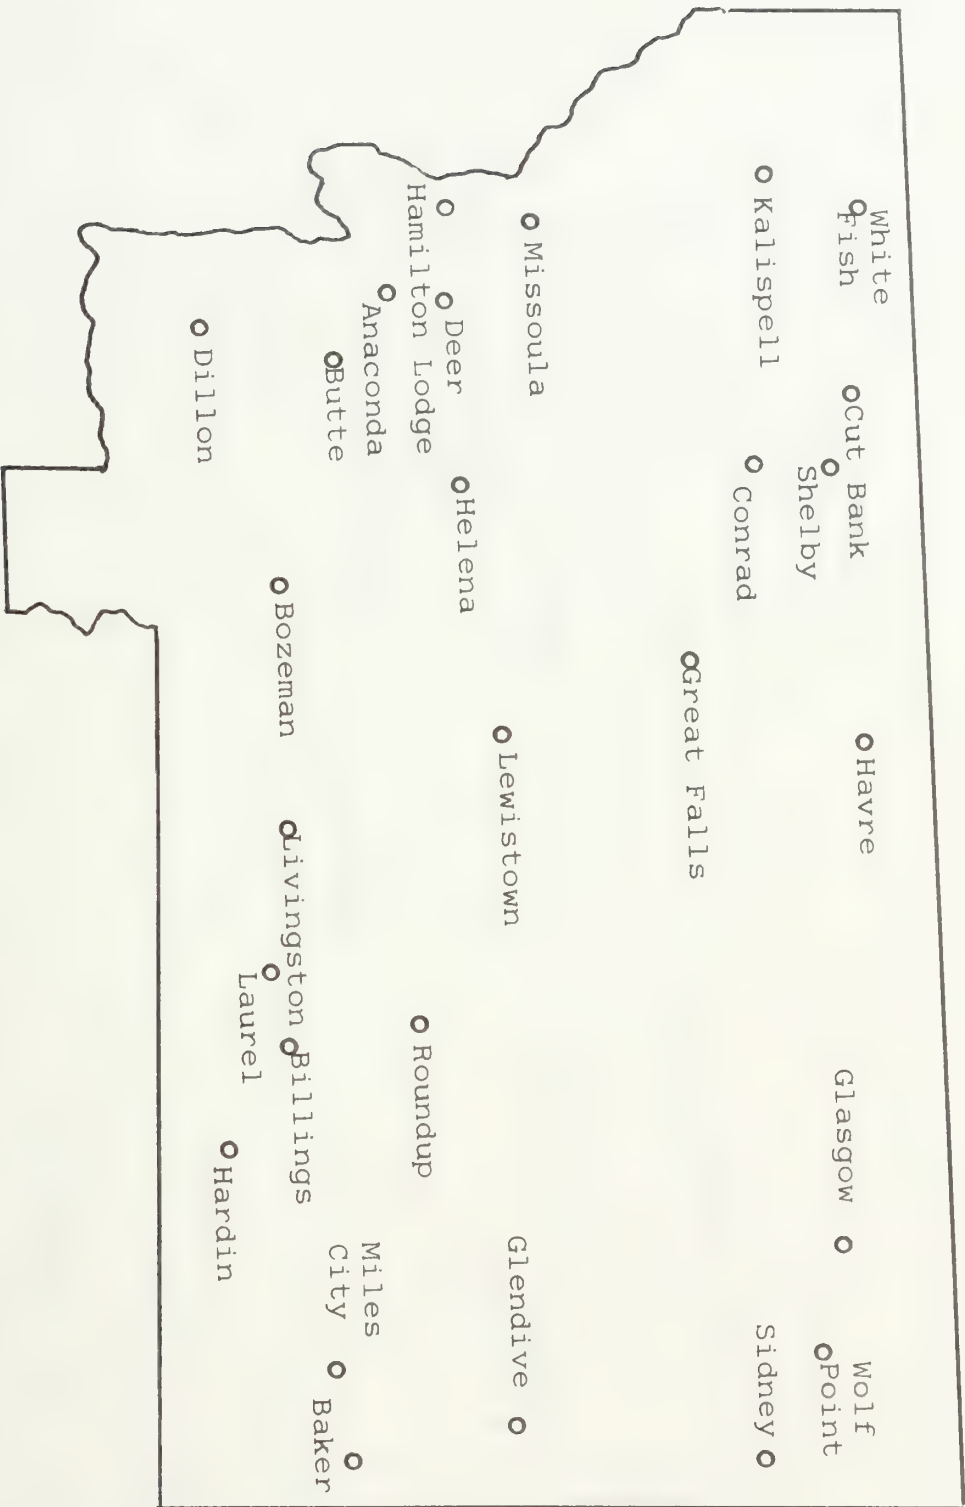 White
Fish
Cut Bank
Havre
Glasgow
Wolf
Point
Shelby
Kalispell
Conrad
Sidney
Great Falls
Missoula
Lewistown
Glendive
Helena
Deer
Lodge
Hamilton
Roundup
Anaconda
Butte
Miles
City
Baker
Bozeman
Livingston
Billings
Laurel
Hardin
Dillon